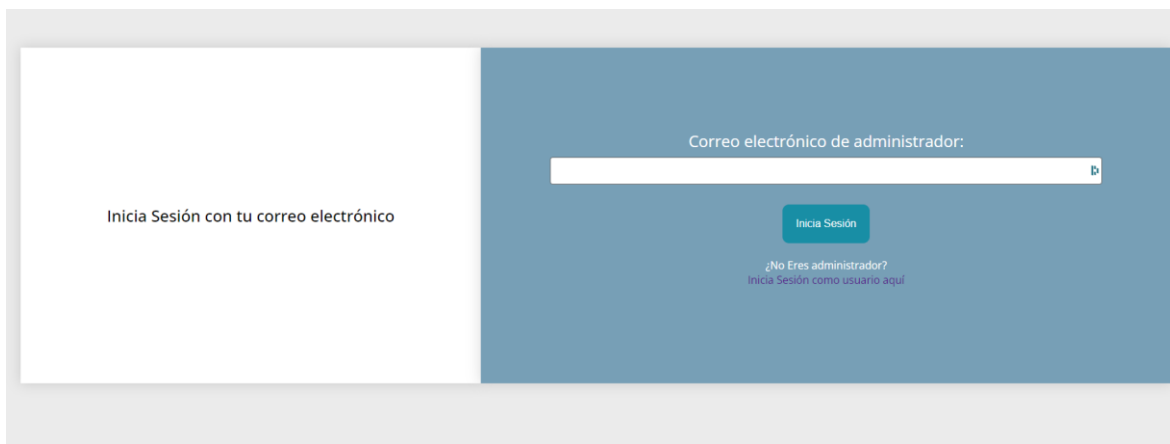 Inicia Sesión con tu correo electrónico
Correo electrónico de administrador:
Inicia Sesión
¿No Eres administrador?
Inicia Sesión como usuario aquí